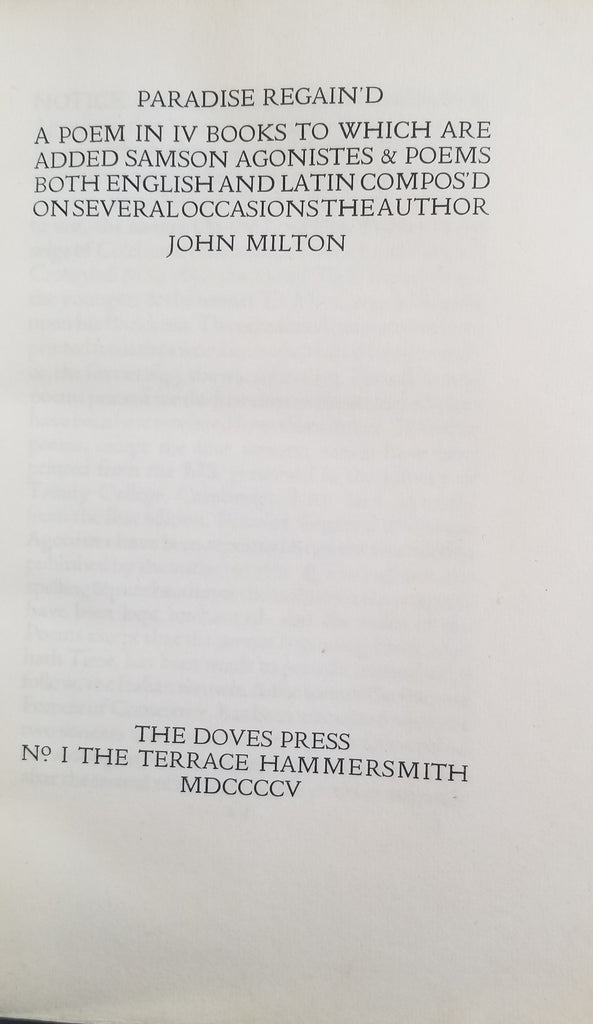 PARADISE REGAIN'D
A POEM IN IV BOOKS TO WHICH ARE
ADDED SAMSON AGONISTES & POEMS
BOTH ENGLISH AND LATIN COMPOS'D
ON SEVERAL OCCASIONS THE AUTHOR
JOHN MILTON
THE DOVES PRESS
Nº I THE TERRACE HAMMERSMITH
MDCCCCV